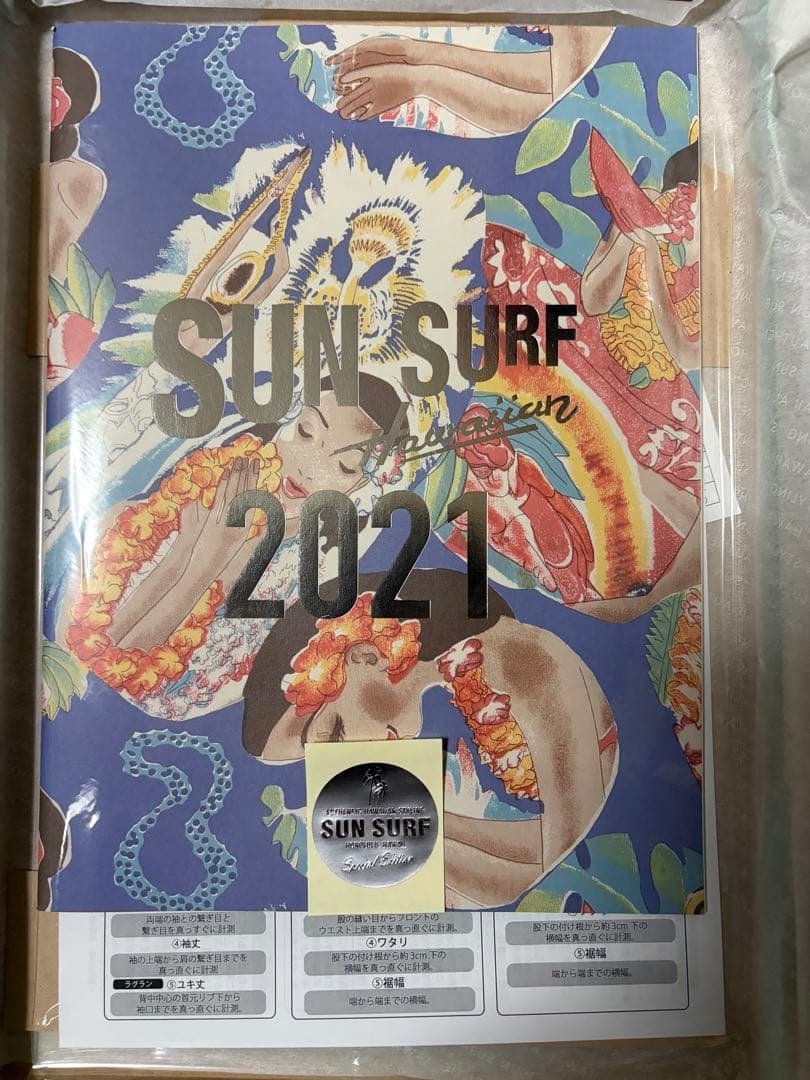 SUN SURF
Hawaiian
2021
AUTHENTIC HAWAIIAN STYLING
SUN SURF
HONOLULU HAWAII
Special Edition
両端の袖との繋ぎ目と
繋ぎ目を真っすぐに計測
④袖丈
袖の上端から肩の繋ぎ目までを
真っ直ぐに計測
ラグラン ⑤ユキ丈
背中中心の首元リブ下から
袖口までを真っ直ぐに計測。
股の縫い目からフロント下の
ウエスト上端まで真っ直ぐに計測。
④ワタリ
股下の付け根から約3cm 下の
横幅を真っ直ぐに計測。
⑤裾幅
端から端までの横幅。
股下の付け根から約3cm 下の
横幅を真っ直ぐに計測。
⑤裾幅
端から端までの横幅。